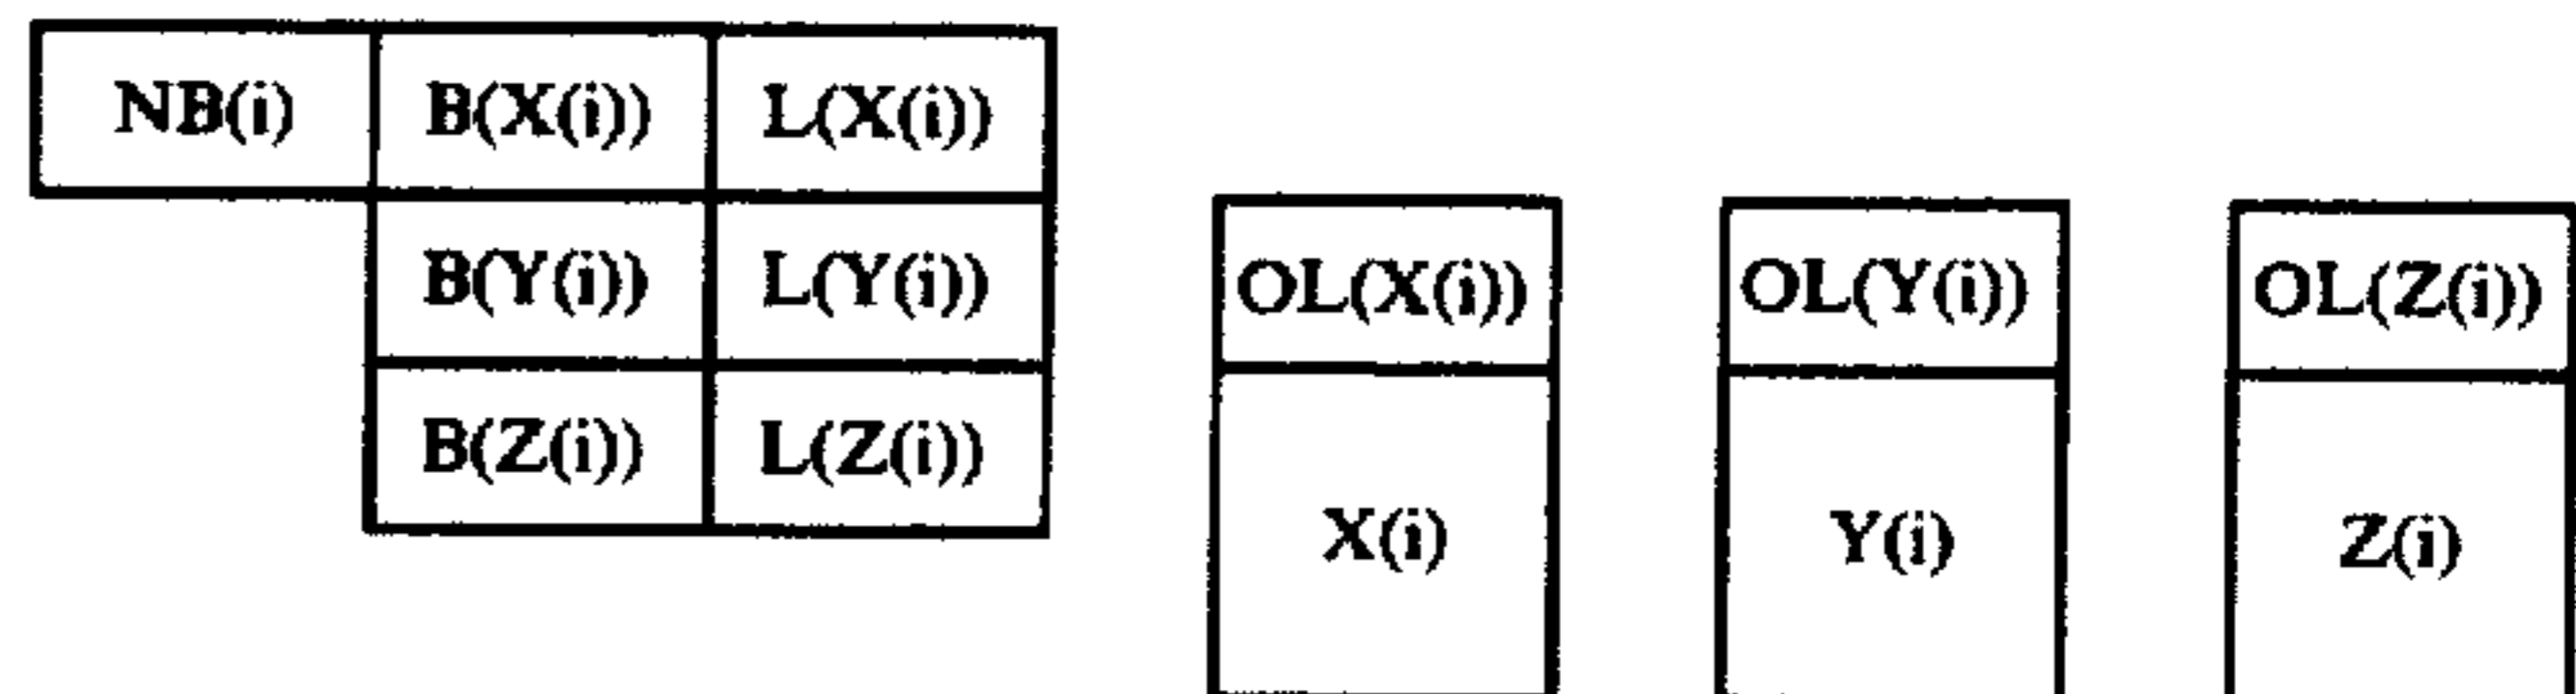 NB(i) B(X(i)) L(X(i))
B(Y(i)) L(Y(i))
B(Z(i)) L(Z(i))
OL(X(i)) OL(Y(i)) OL(Z(i))
X(i) Y(i) Z(i)